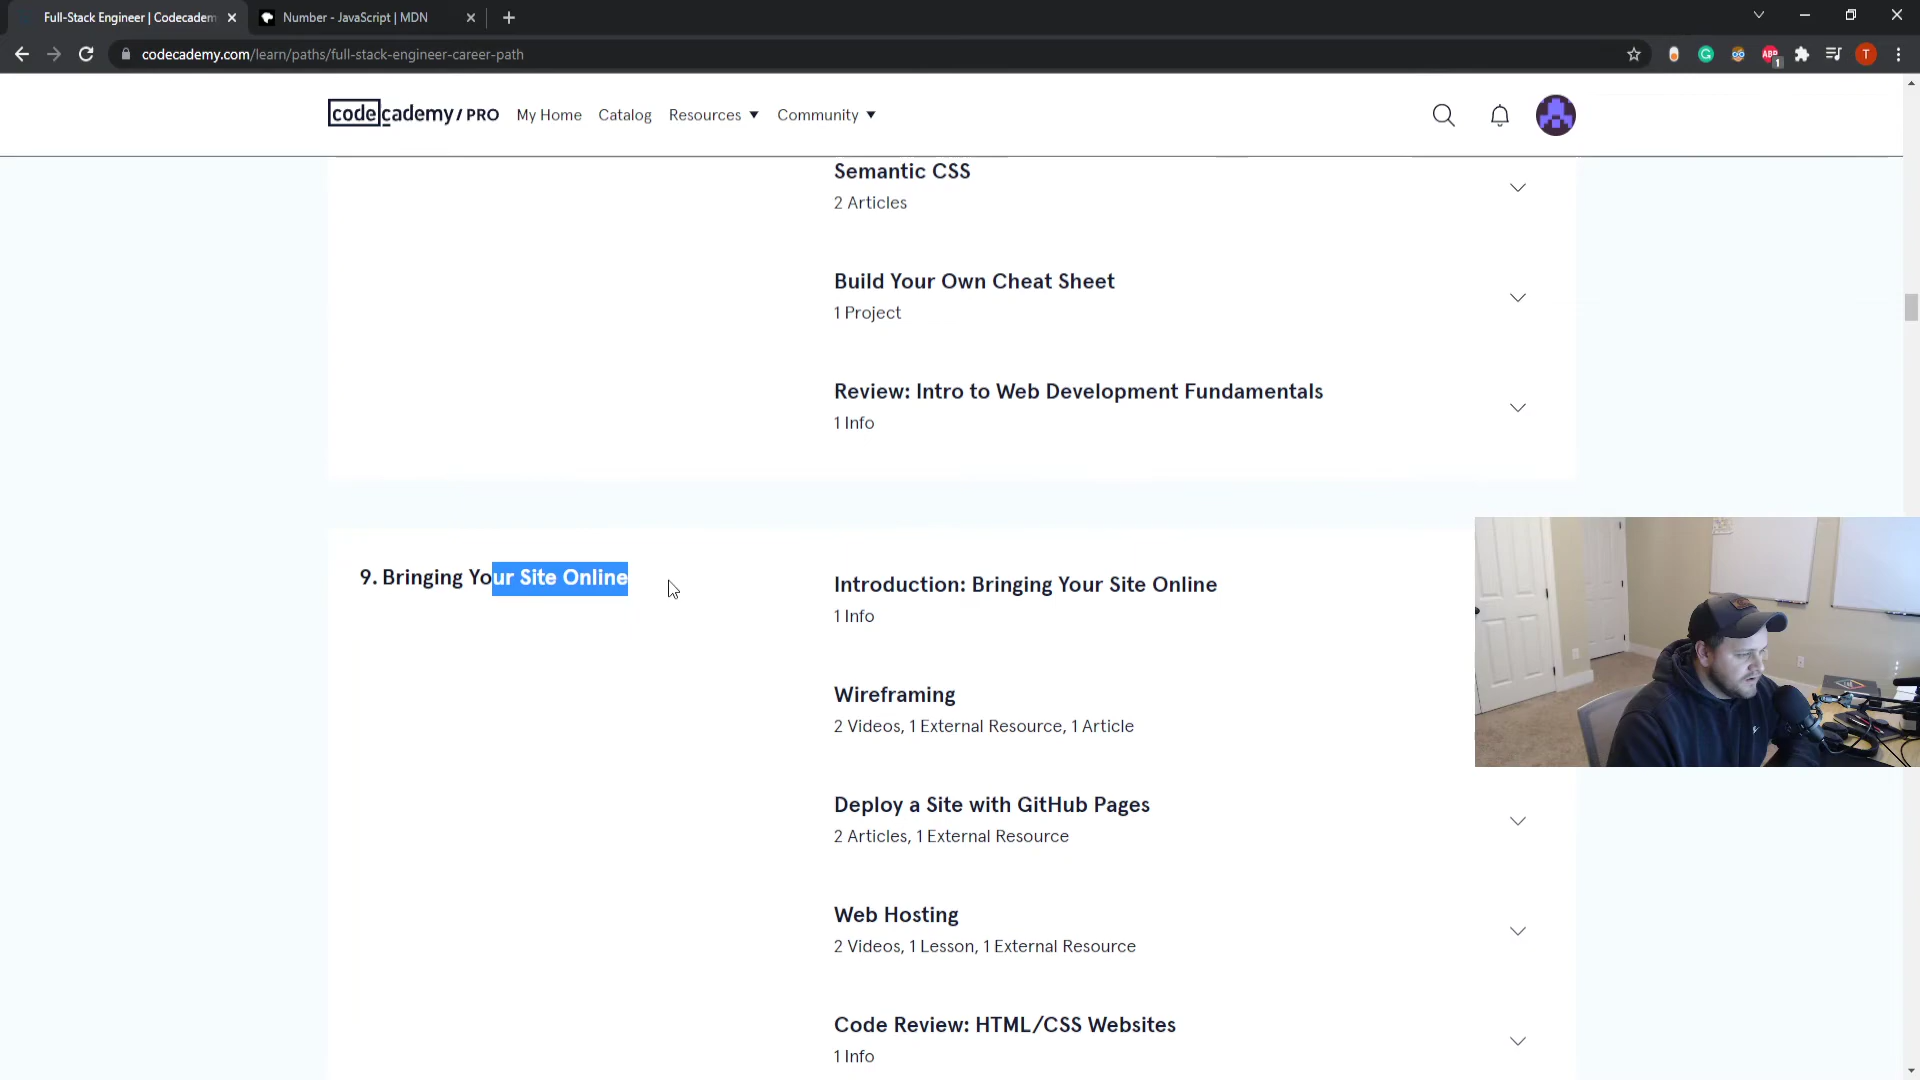 Full-Stack Engineer | Codecadem
Number - JavaScript | MDN
codecademy.com/learn/paths/full-stack-engineer-career-path
ABP
1
T
codecademy / PRO
My Home
Catalog
Resources
Community
Semantic CSS
2 Articles
Build Your Own Cheat Sheet
1 Project
Review: Intro to Web Development Fundamentals
1 Info
9. Bringing Your Site Online
Introduction: Bringing Your Site Online
1 Info
Wireframing
2 Videos, 1 External Resource, 1 Article
Deploy a Site with GitHub Pages
2 Articles, 1 External Resource
Web Hosting
2 Videos, 1 Lesson, 1 External Resource
Code Review: HTML/CSS Websites
1 Info